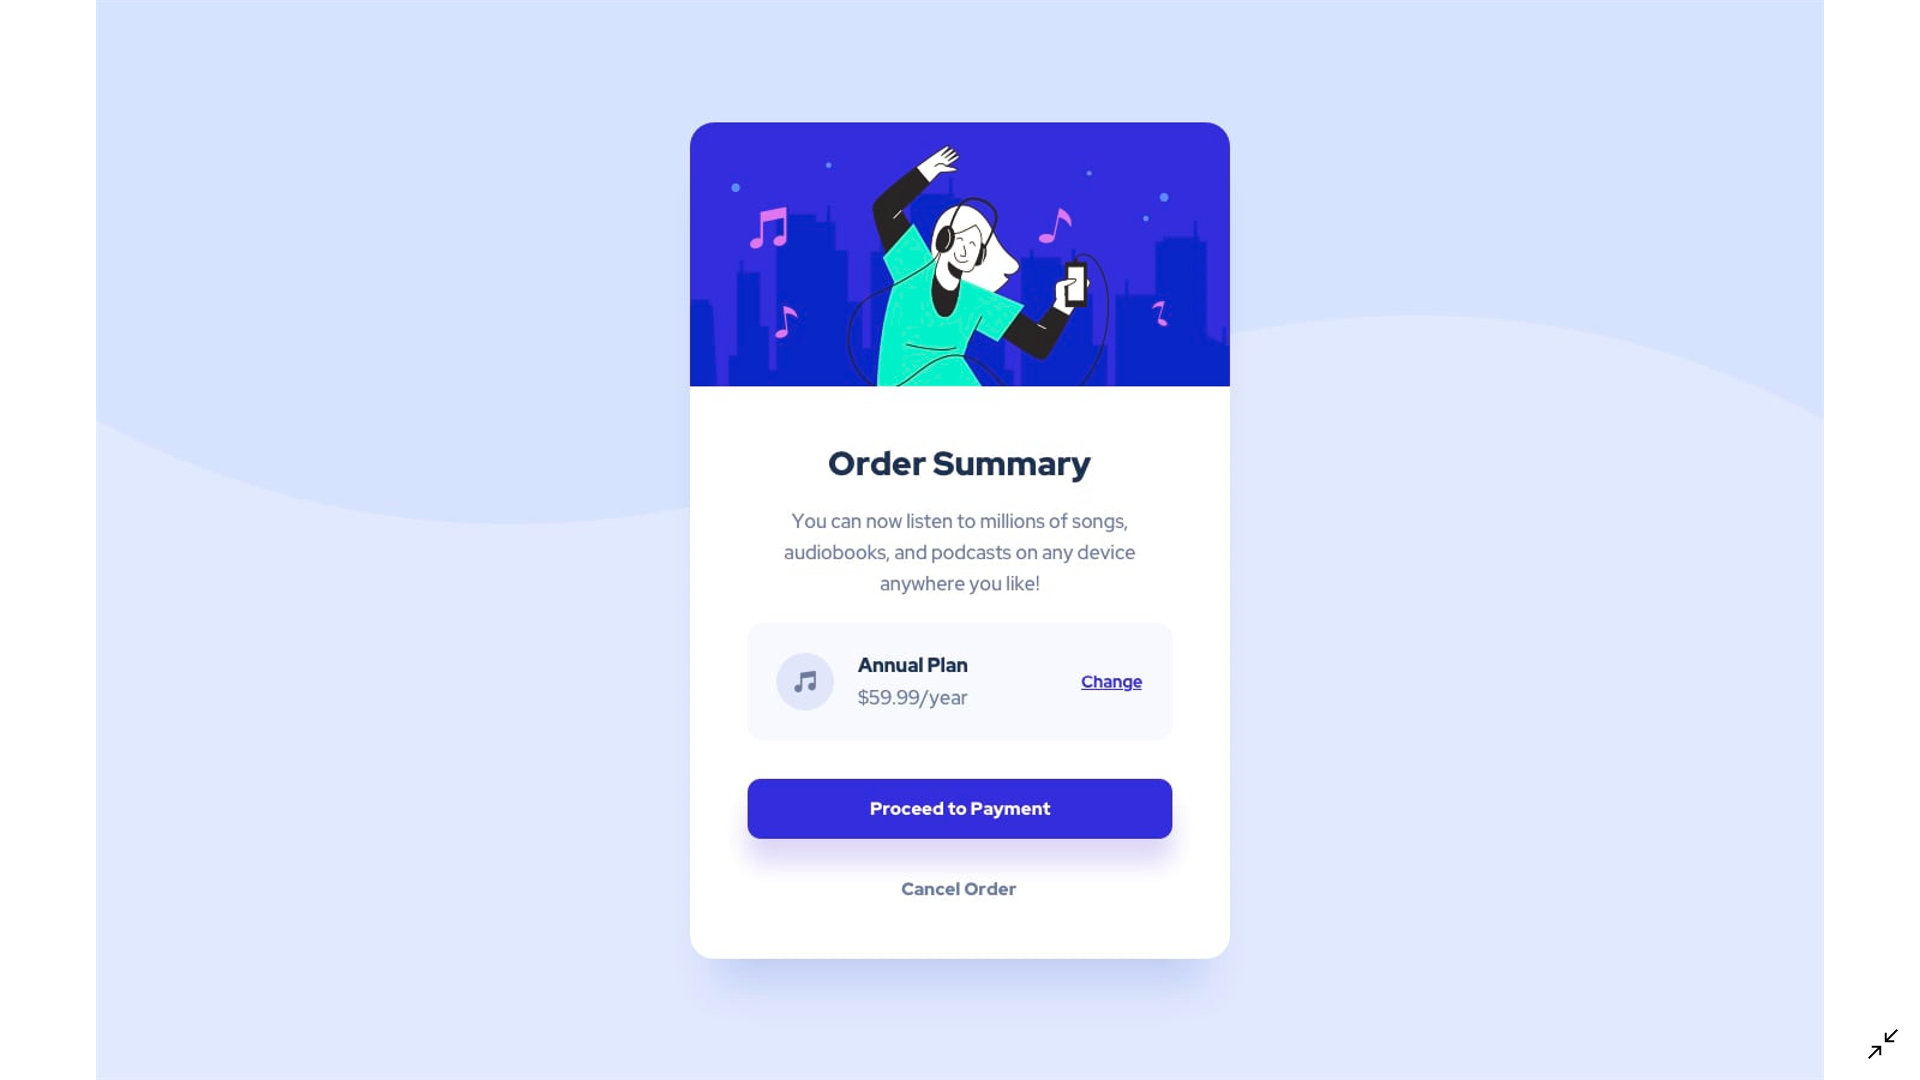 Order Summary
You can now listen to millions of songs,
audiobooks, and podcasts on any device
anywhere you like!
Annual Plan
$59.99/year
Change
Proceed to Payment
Cancel Order